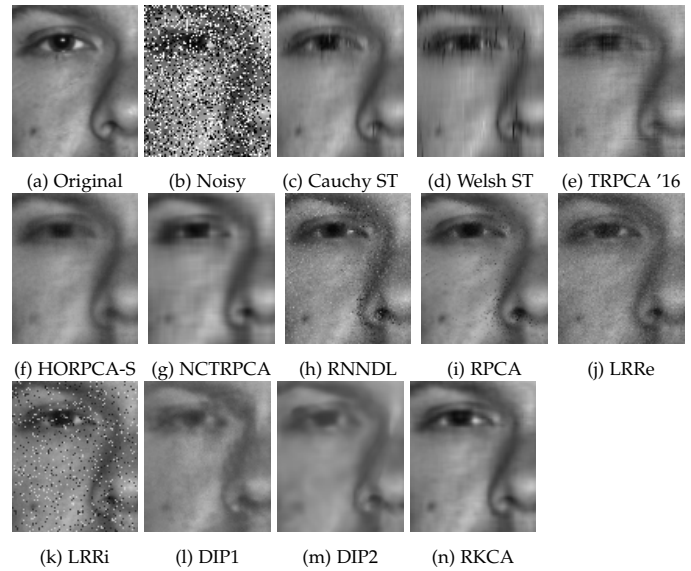 (a) Original (b) Noisy (c) Cauchy ST (d) Welsh ST (e) TRPCA '16
(f) HORPCA-S (g) NCTRPCA (h) RNNDL (i) RPCA (j) LRRe
(k) LRRi (l) DIP1 (m) DIP2 (n) RKCA